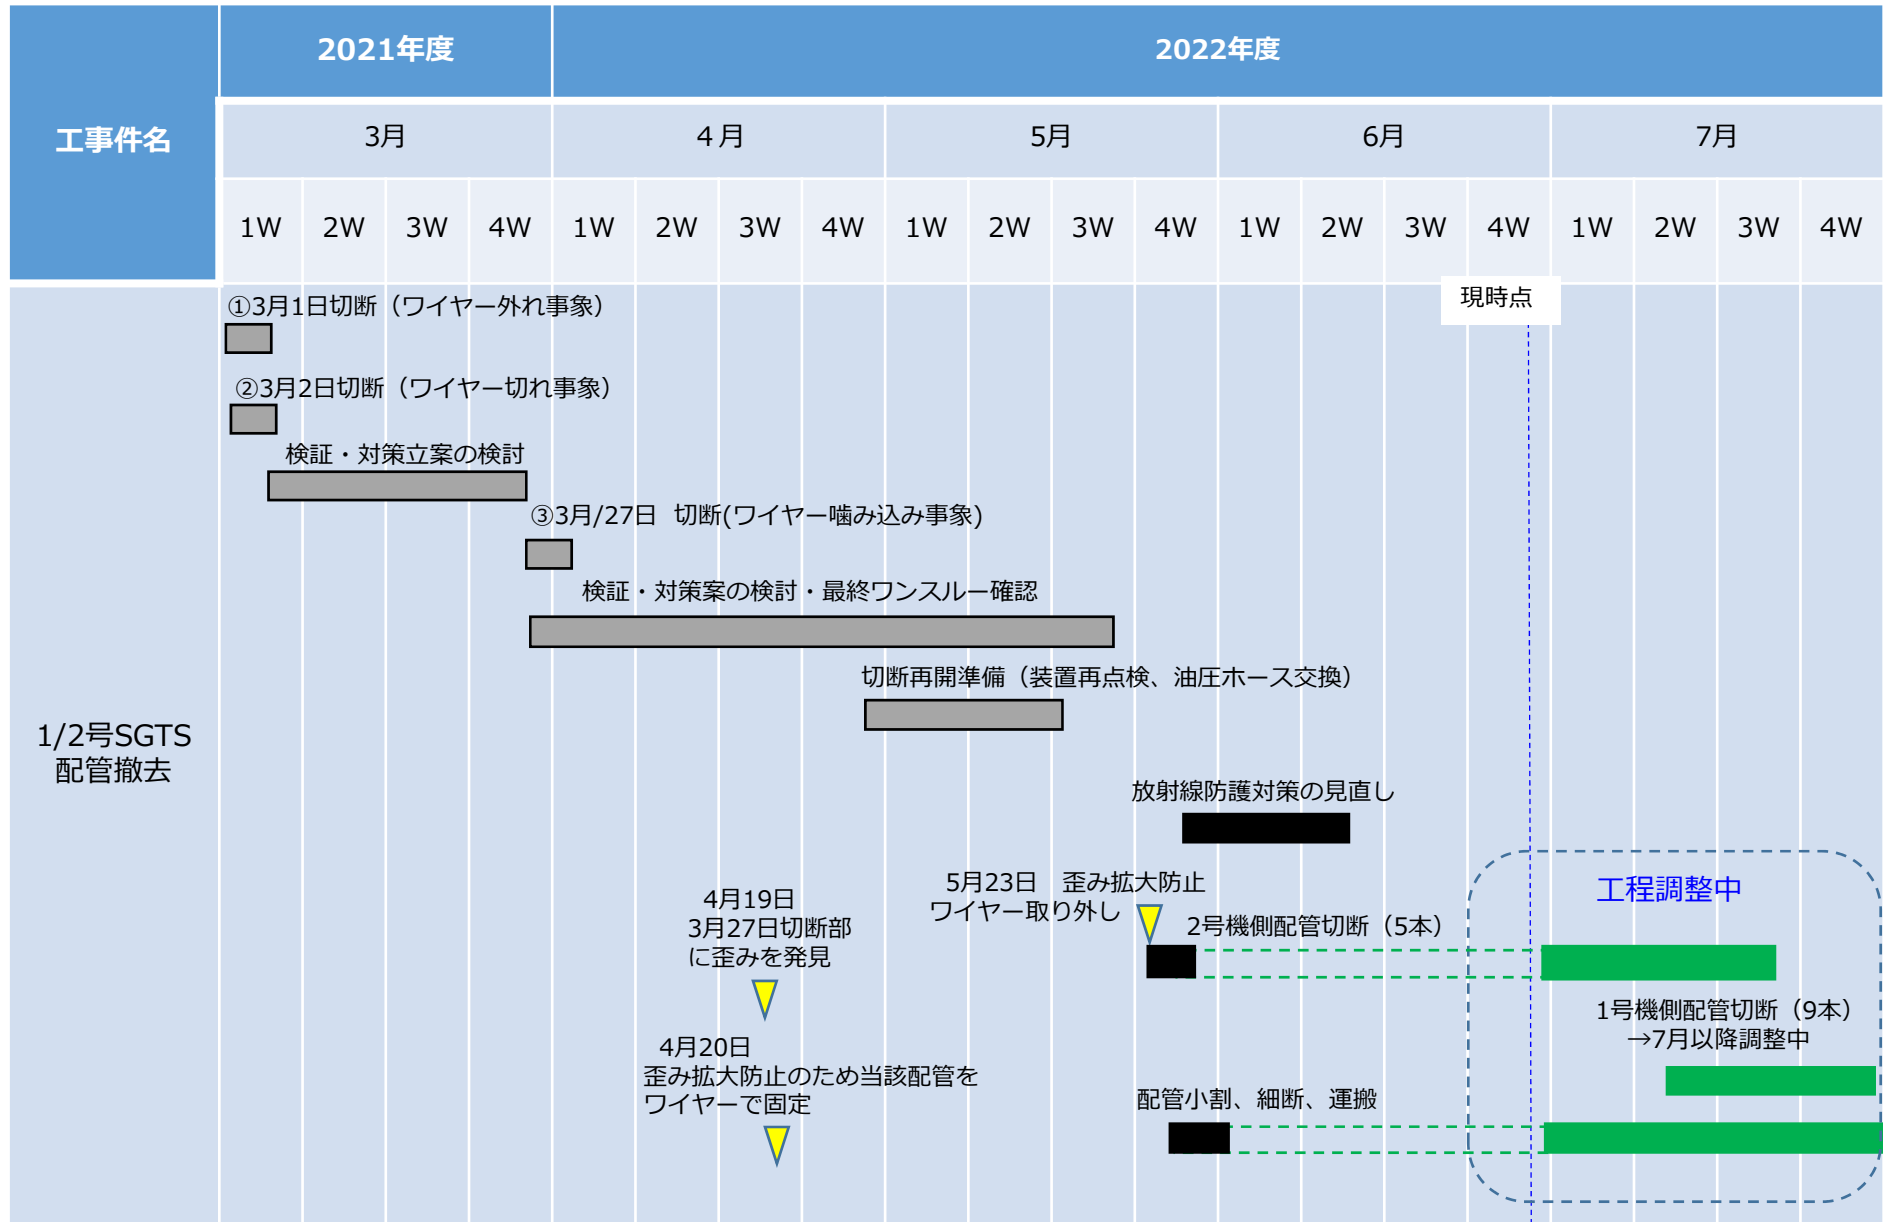 工事件名
2021年度
2022年度
3月
４月
5月
6月
7月
1W 2W 3W 4W 1W 2W 3W 4W 1W 2W 3W 4W 1W 2W 3W 4W 1W 2W 3W 4W
現時点
①3月1日切断（ワイヤー外れ事象）
②3月2日切断（ワイヤー切れ事象）
検証・対策立案の検討
③3月/27日 切断(ワイヤー噛み込み事象)
検証・対策案の検討・最終ワンスルー確認
切断再開準備（装置再点検、油圧ホース交換）
1/2号SGTS
配管撤去
放射線防護対策の見直し
工程調整中
4月19日
3月27日切断部
に歪みを発見
5月23日　歪み拡大防止
ワイヤー取り外し
2号機側配管切断（5本）
1号機側配管切断（9本）
→7月以降調整中
4月20日
歪み拡大防止のため当該配管を
ワイヤーで固定
配管小割、細断、運搬